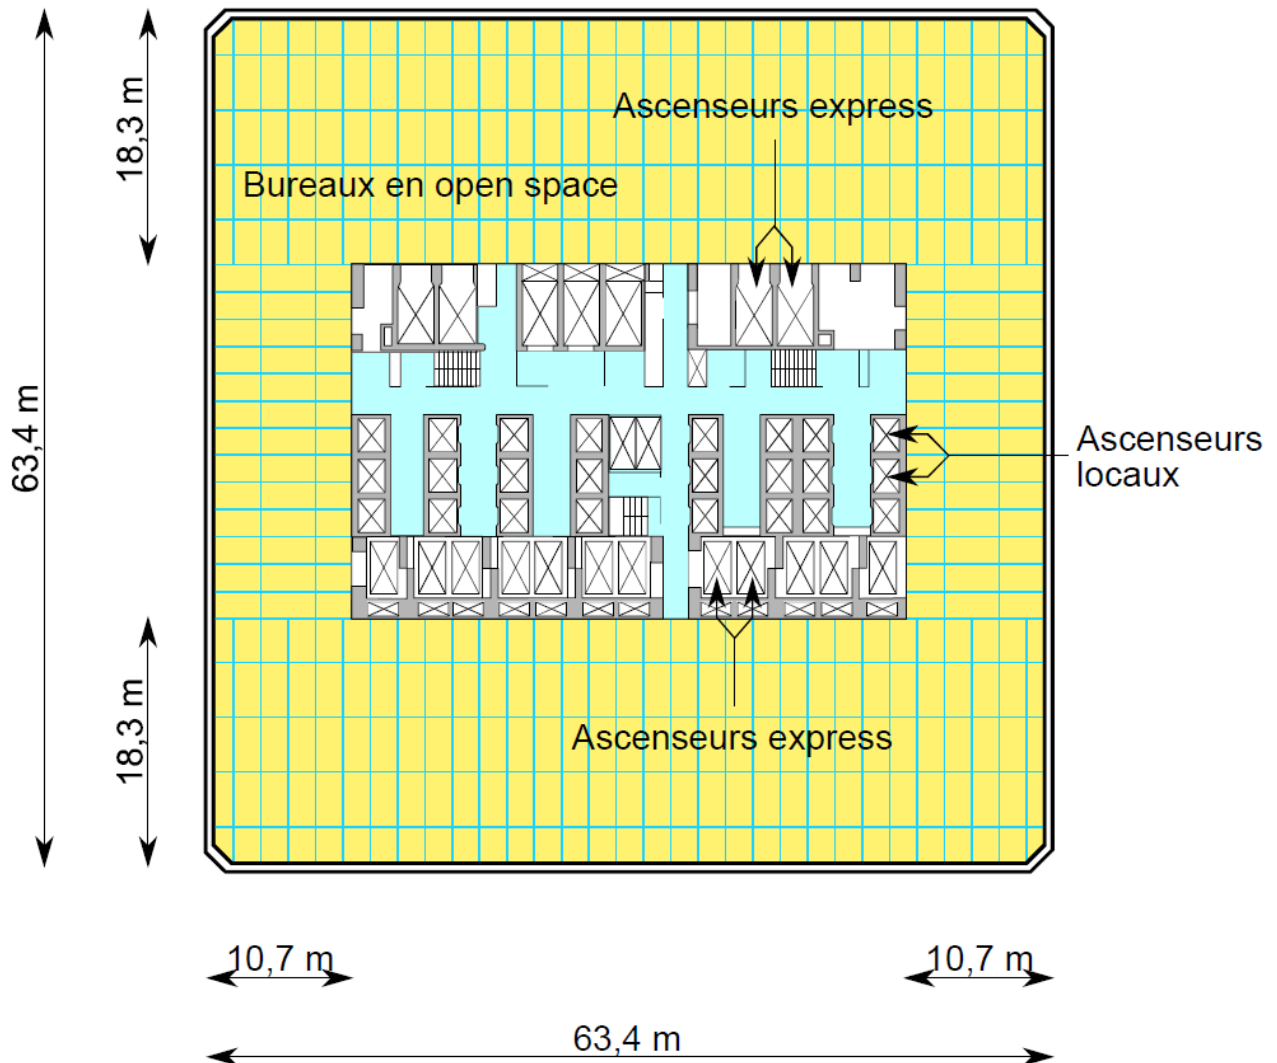 18,3 m
Ascenseurs express
Bureaux en open space
63,4 m
Ascenseurs
locaux
18,3 m
Ascenseurs express
10,7 m
10,7 m
63,4 m